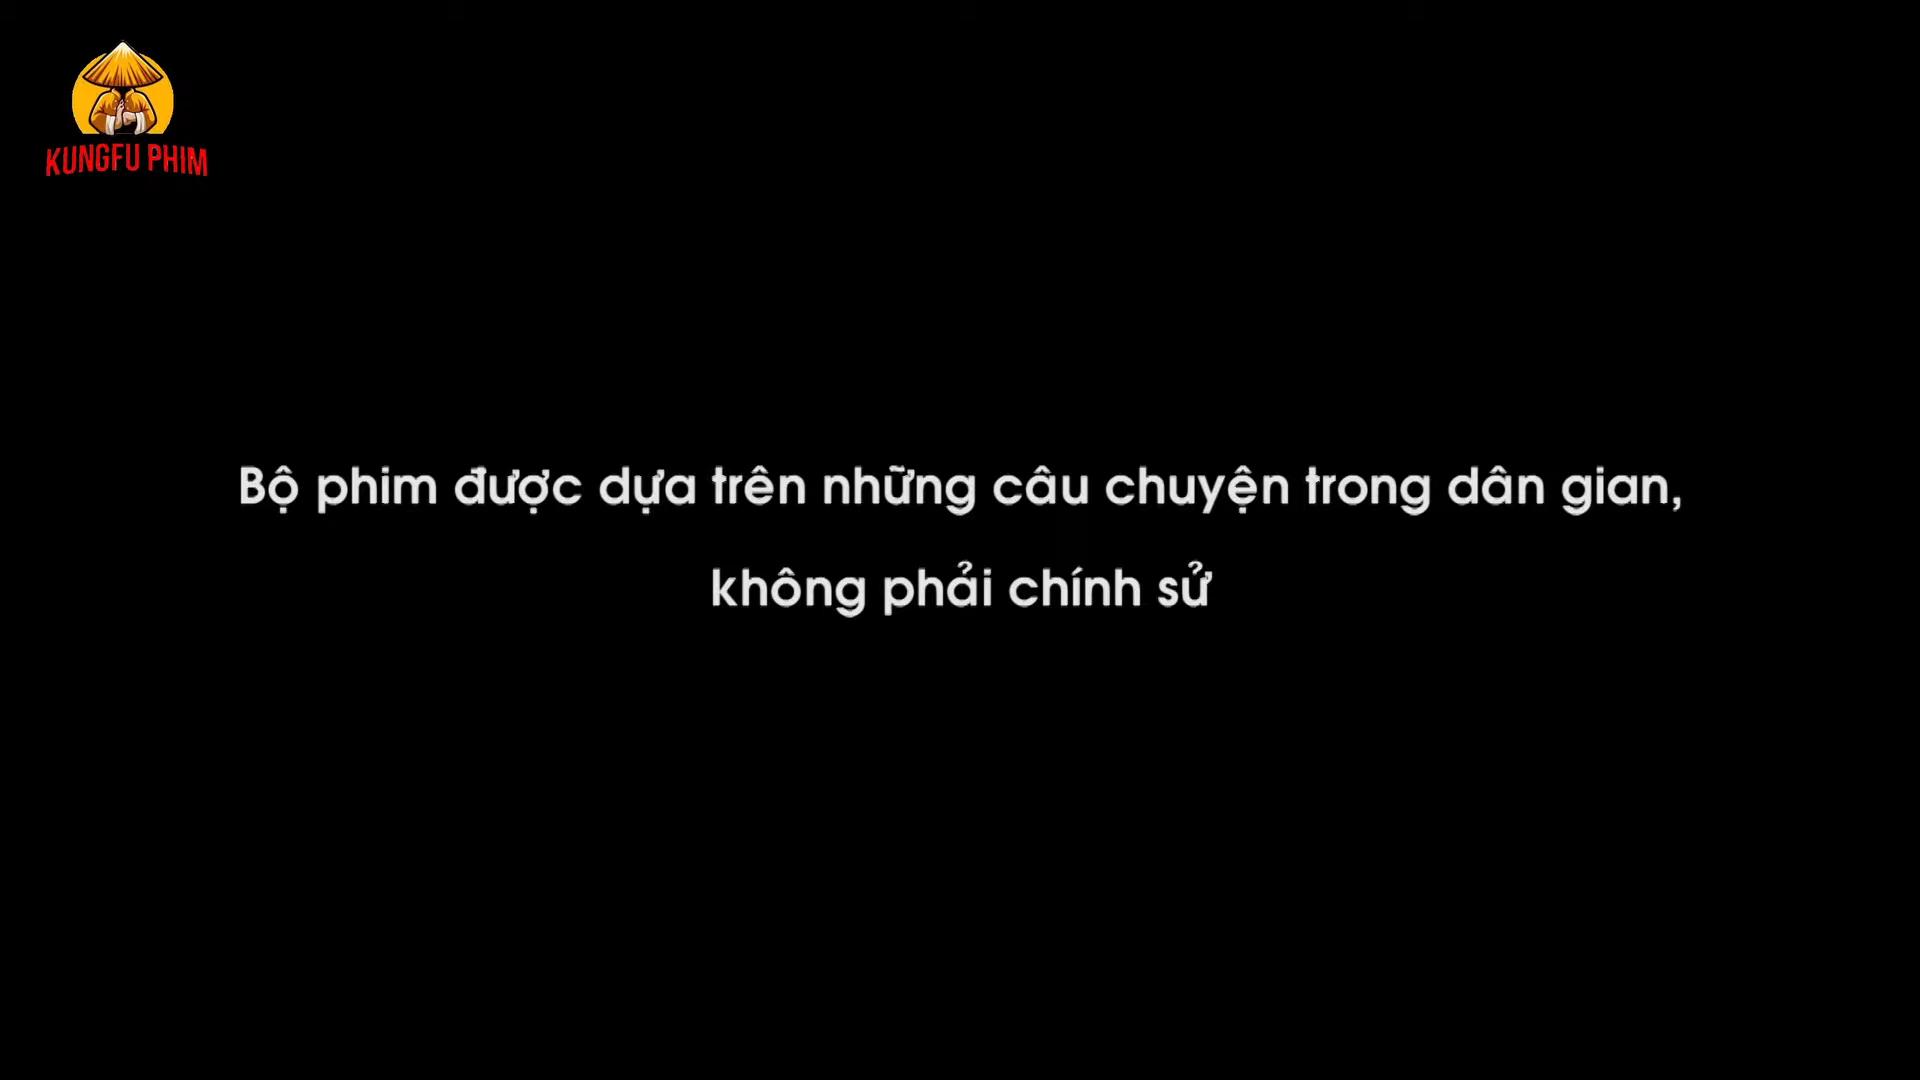 KUNGFU PHIM
Bộ phim được dựa trên những câu chuyện trong dân gian,
không phải chính sử